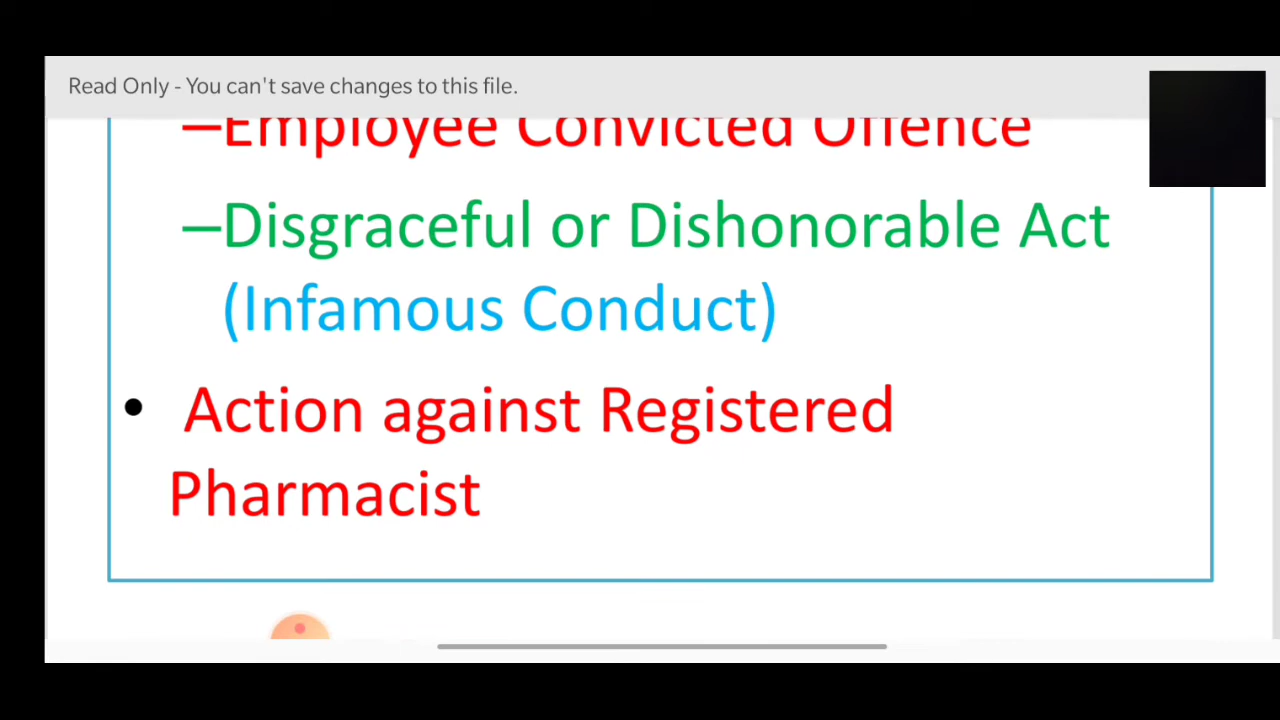 Read Only - You can't save changes to this file.
–Employee Convicted Offence
–Disgraceful or Dishonorable Act
(Infamous Conduct)
• Action against Registered
Pharmacist